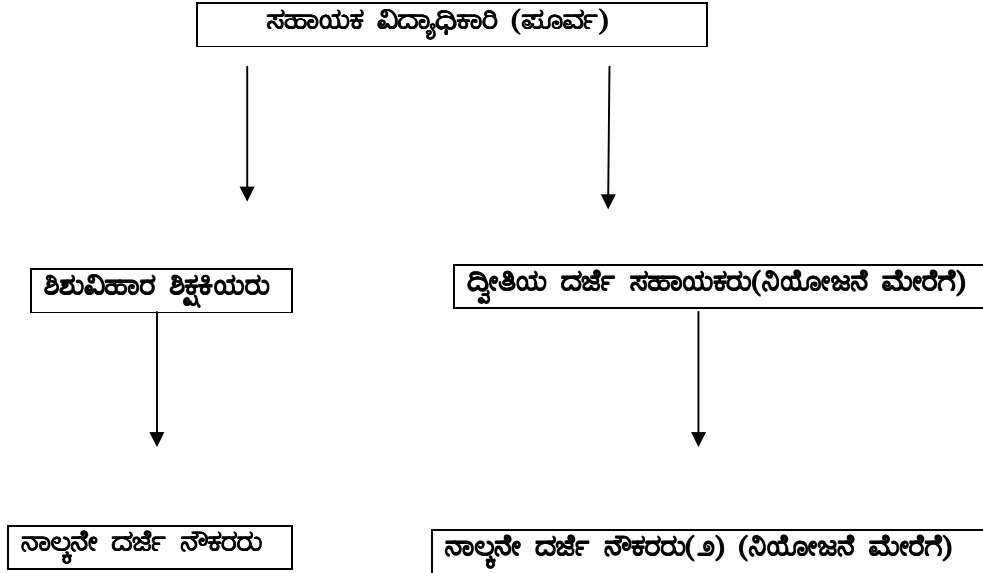 ಸಹಾಯಕ ವಿದ್ಯಾಧಿಕಾರಿ (ಪೂರ್ವ)
ಶಿಶುವಿಹಾರ ಶಿಕ್ಷಕಿಯರು
ದ್ವೀತಿಯ ದರ್ಜೆ ಸಹಾಯಕರು(ನಿಯೋಜನೆ ಮೇರೆಗೆ)
ನಾಲ್ಕನೇ ದರ್ಜೆ ನೌಕರರು
ನಾಲ್ಕನೇ ದರ್ಜೆ ನೌಕರರು(೨) (ನಿಯೋಜನೆ ಮೇರೆಗೆ)